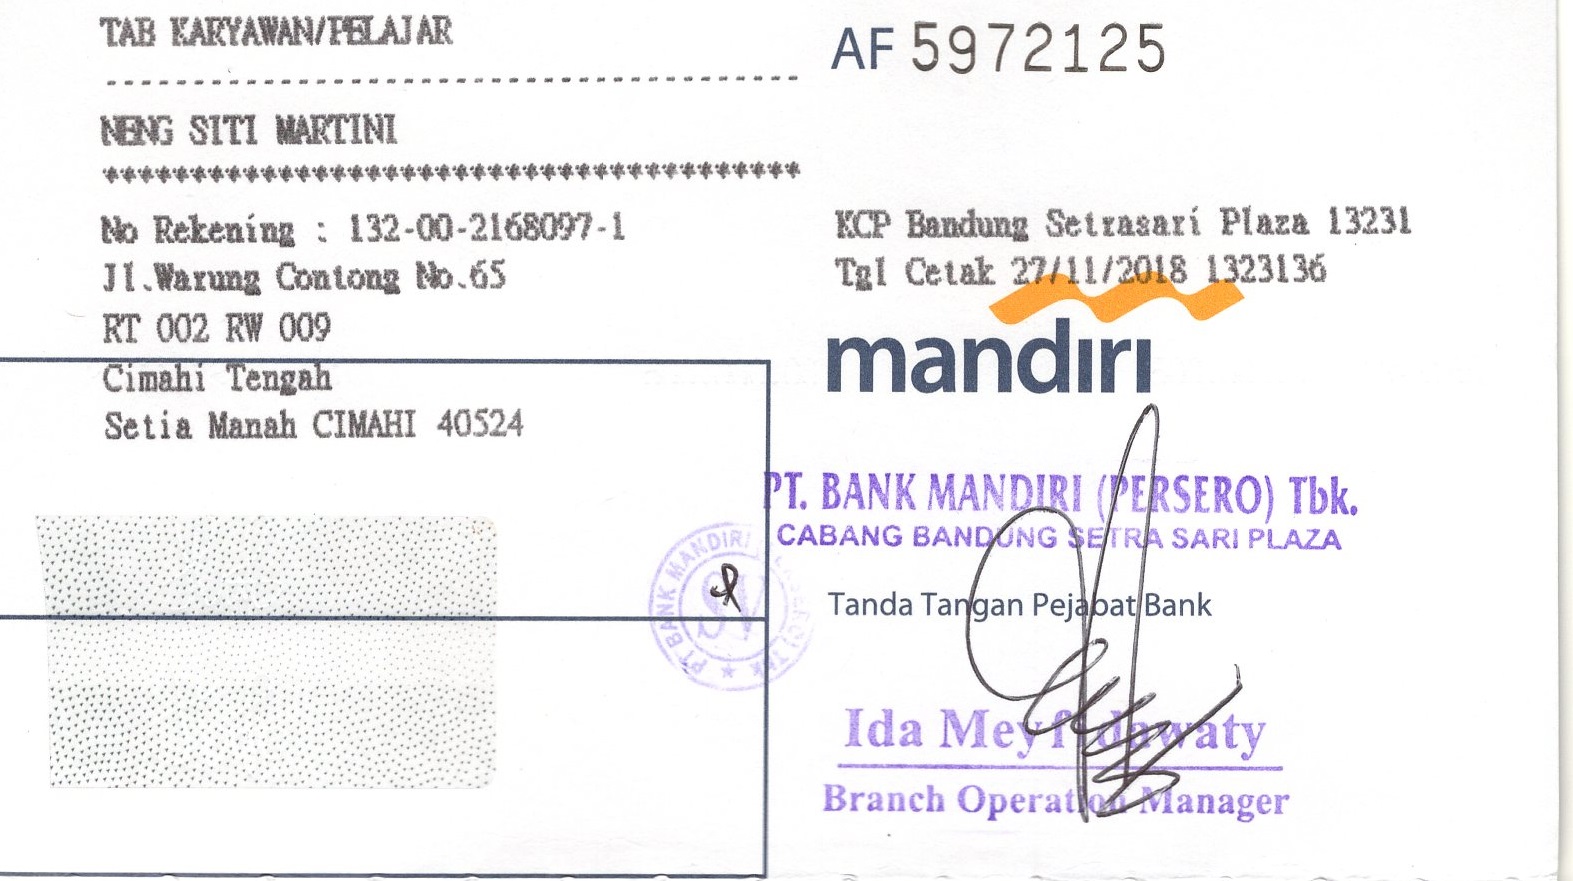 TAB KARYAWAN/PELAJAR
AF 5972125
NENG SITI MARTINI
****************************************
No Rekening : 132-00-2168097-1
Jl.Warung Contong No.65
RT 002 RW 009
Cimahi Tengah
Setia Manah CIMAHI 40524
KCP Bandung Setrasari Plaza 13231
Tgl Cetak 27/11/2018 1323136
mandiri
PT. BANK MANDIRI (PERSERO) Tbk.
CABANG BANDUNG SETRA SARI PLAZA
PT BANK MANDIRI (PERSERO) Tbk
Tanda Tangan Pejabat Bank
Ida Meyfidawaty
Branch Operation Manager